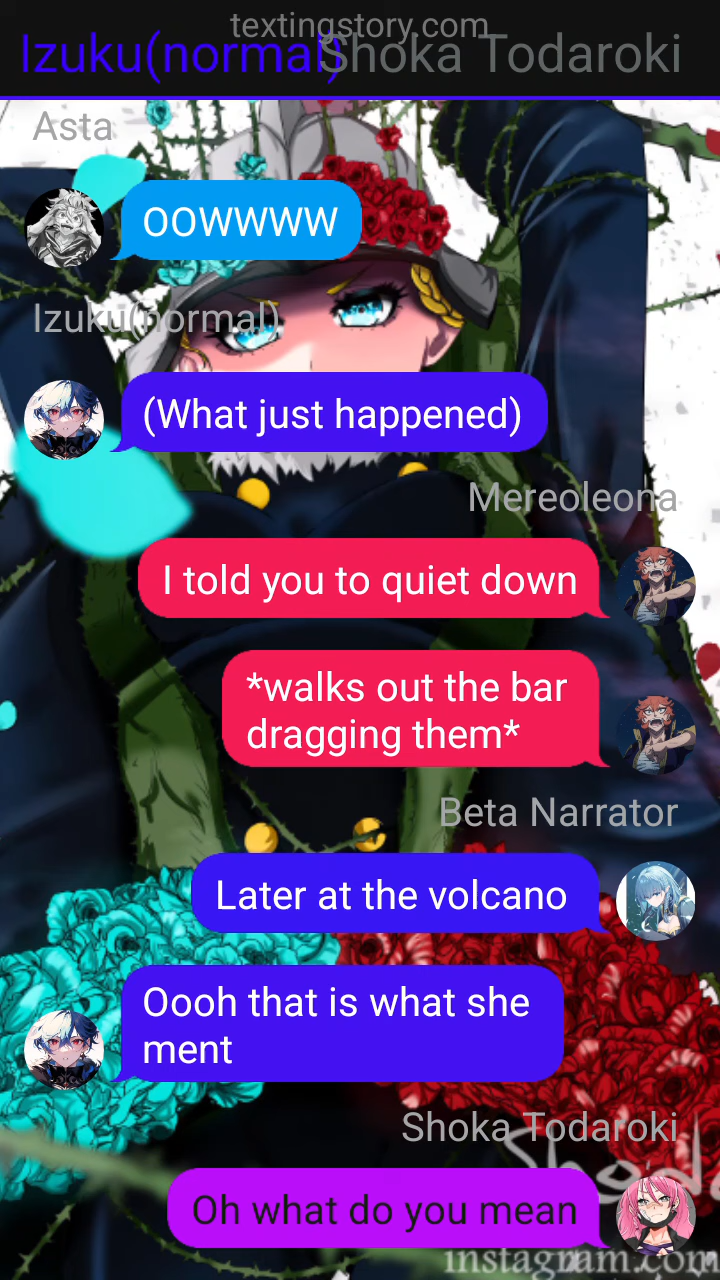 textingstory.com
Izuku(normal)
Shoka Todaroki
Asta
OOWWWW
Izuku(normal)
(What just happened)
Mereoleona
I told you to quiet down
*walks out the bar
dragging them*
Beta Narrator
Later at the volcano
Oooh that is what she
ment
Shoka Todaroki
Oh what do you mean
instagram.com